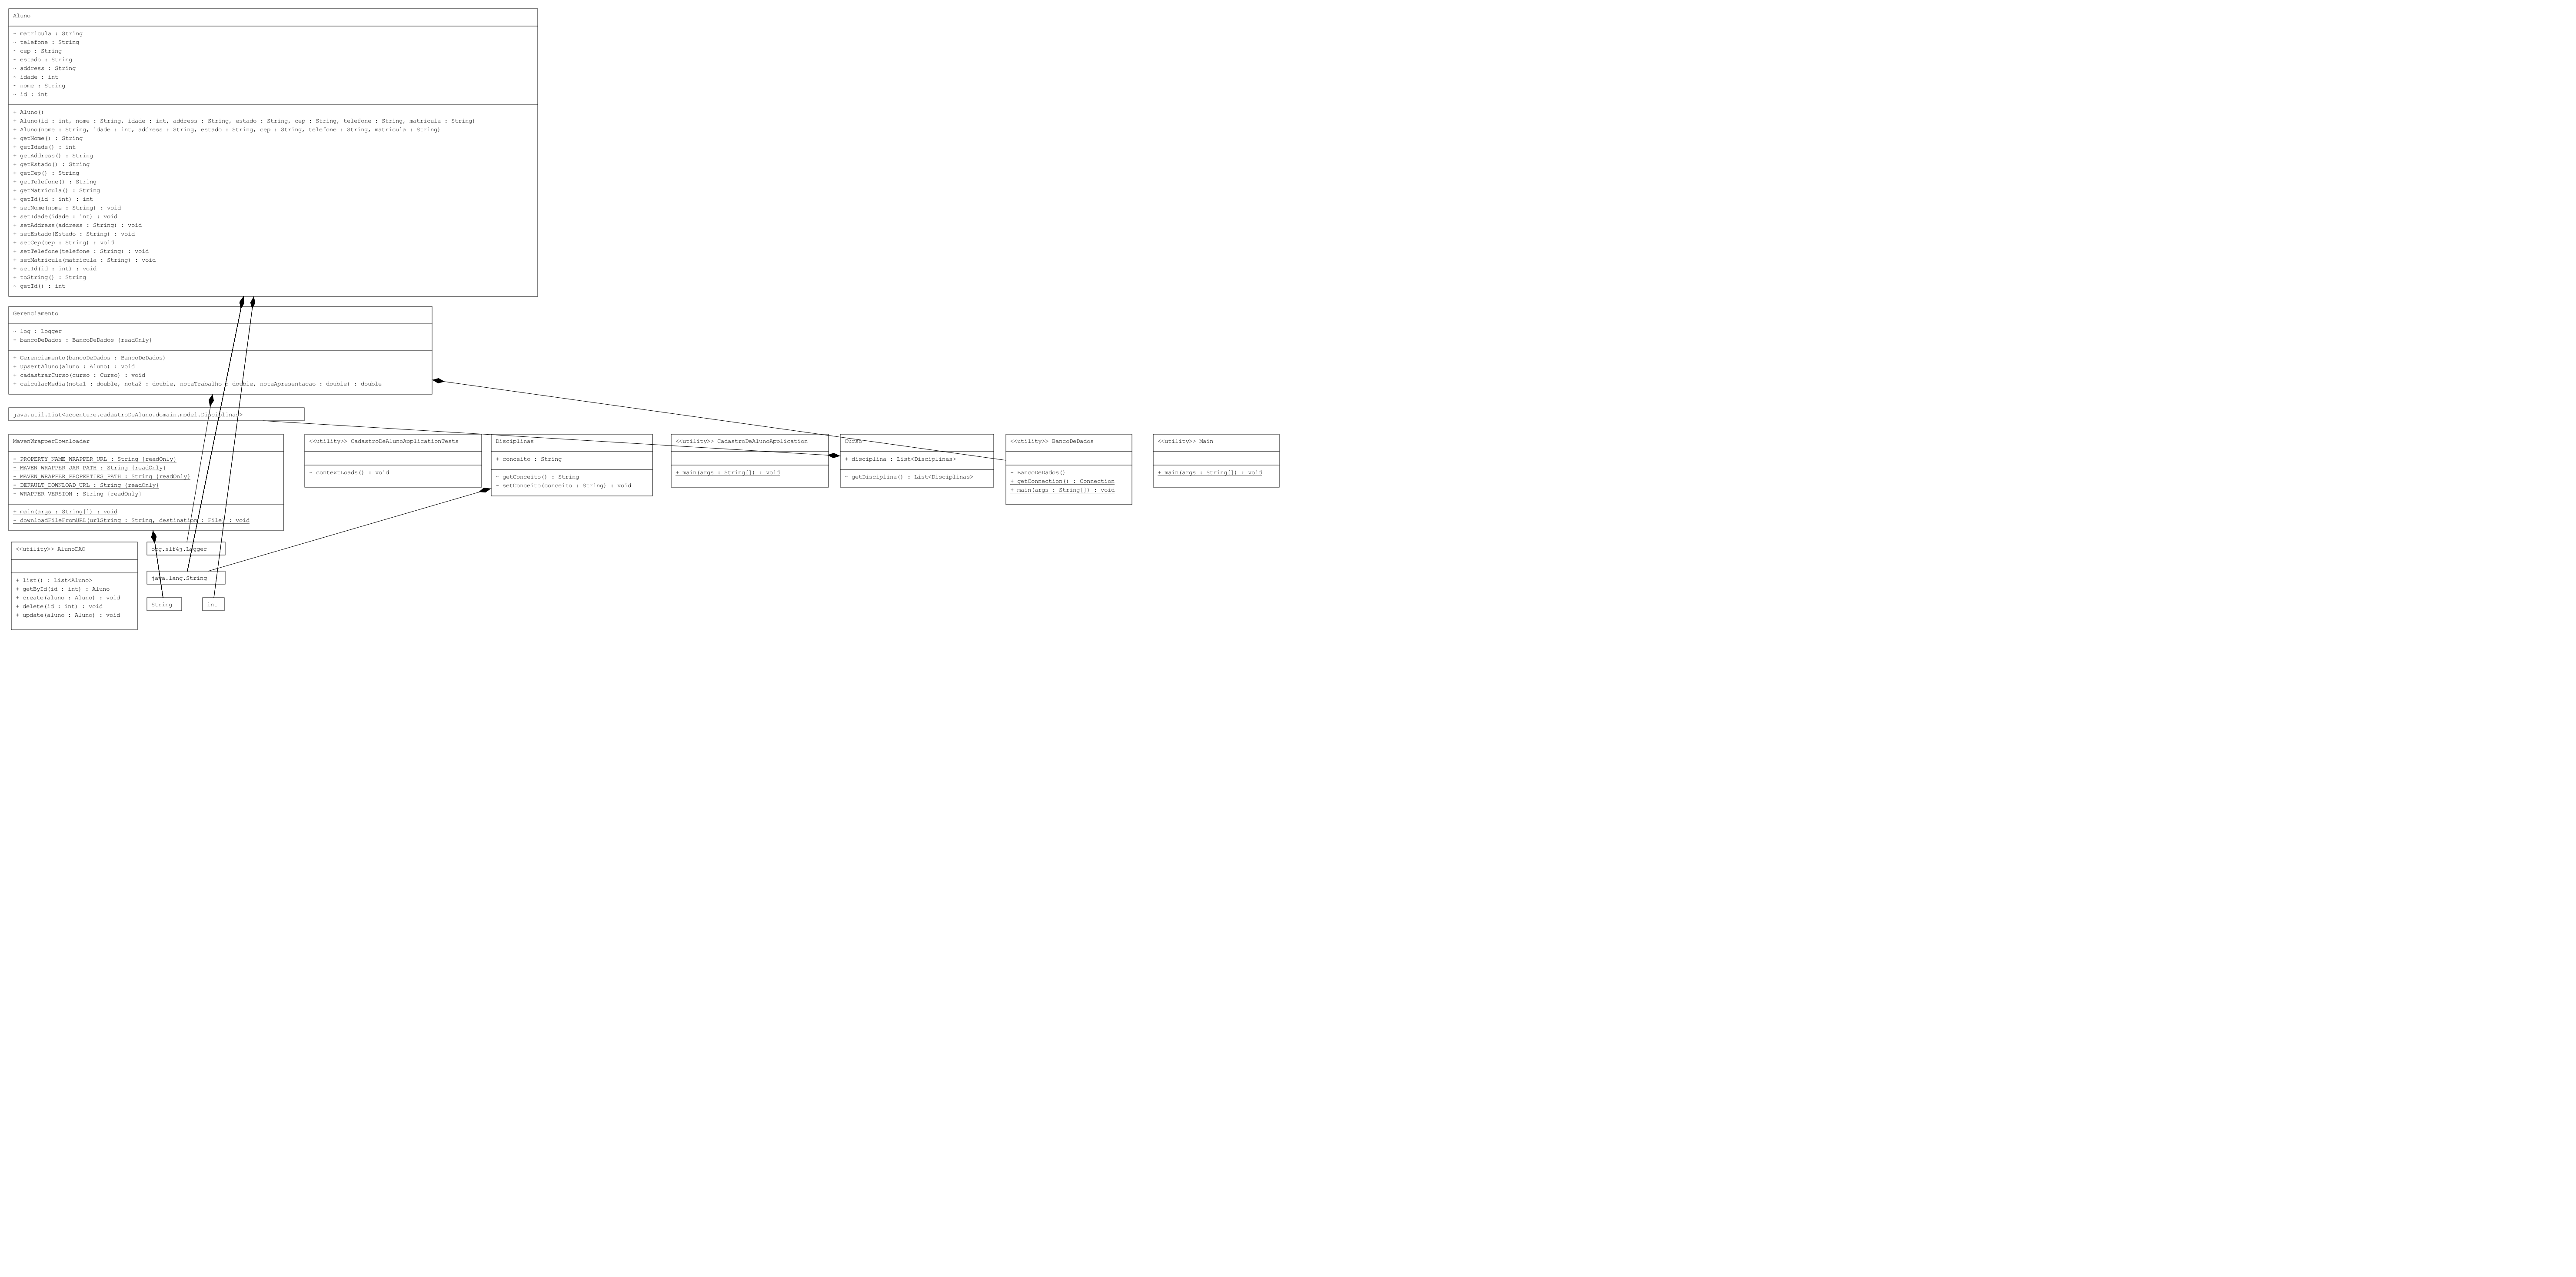 Aluno
- matricula : String
- telefone : String
- cep : String
- estado : String
- address : String
- idade : int
- nome : String
- id : int
+ Aluno()
+ Aluno(id : int, nome : String, idade : int, address : String, estado : String, cep : String, telefone : String, matricula : String)
+ Aluno(nome : String, idade : int, address : String, estado : String, cep : String, telefone : String, matricula : String)
+ getNome() : String
+ getIdade() : int
+ getAddress() : String
+ getEstado() : String
+ getCep() : String
+ getTelefone() : String
+ getMatricula() : String
+ getId(id : int) : int
+ setNome(nome : String) : void
+ setIdade(idade : int) : void
+ setAddress(address : String) : void
+ setEstado(Estado : String) : void
+ setCep(cep : String) : void
+ setTelefone(telefone : String) : void
+ setMatricula(matricula : String) : void
+ setId(id : int) : void
+ toString() : String
~ getId() : int
Gerenciamento
- log : Logger
- bancoDeDados : BancoDeDados {readOnly}
+ Gerenciamento(bancoDeDados : BancoDeDados)
+ upsertAluno(aluno : Aluno) : void
+ cadastrarCurso(curso : Curso) : void
+ calcularMedia(nota1 : double, nota2 : double, notaTrabalho : double, notaApresentacao : double) : double
java.util.List<accenture.cadastroDeAluno.domain.model.Disciplinas>
MavenWrapperDownloader
- PROPERTY_NAME_WRAPPER_URL : String {readOnly}
- MAVEN_WRAPPER_JAR_PATH : String {readOnly}
- MAVEN_WRAPPER_PROPERTIES_PATH : String {readOnly}
- DEFAULT_DOWNLOAD_URL : String {readOnly}
- WRAPPER_VERSION : String {readOnly}
+ main(args : String[]) : void
- downloadFileFromURL(urlString : String, destination : File) : void
<<utility>> CadastroDeAlunoApplicationTests
~ contextLoads() : void
Disciplinas
+ conceito : String
~ getConceito() : String
~ setConceito(conceito : String) : void
<<utility>> CadastroDeAlunoApplication
+ main(args : String[]) : void
Curso
+ disciplina : List<Disciplinas>
~ getDisciplina() : List<Disciplinas>
<<utility>> BancoDeDados
~ BancoDeDados()
+ getConnection() : Connection
+ main(args : String[]) : void
<<utility>> Main
+ main(args : String[]) : void
<<utility>> AlunoDAO
+ list() : List<Aluno>
+ getById(id : int) : Aluno
+ create(aluno : Aluno) : void
+ delete(id : int) : void
+ update(aluno : Aluno) : void
org.slf4j.Logger
java.lang.String
String
int